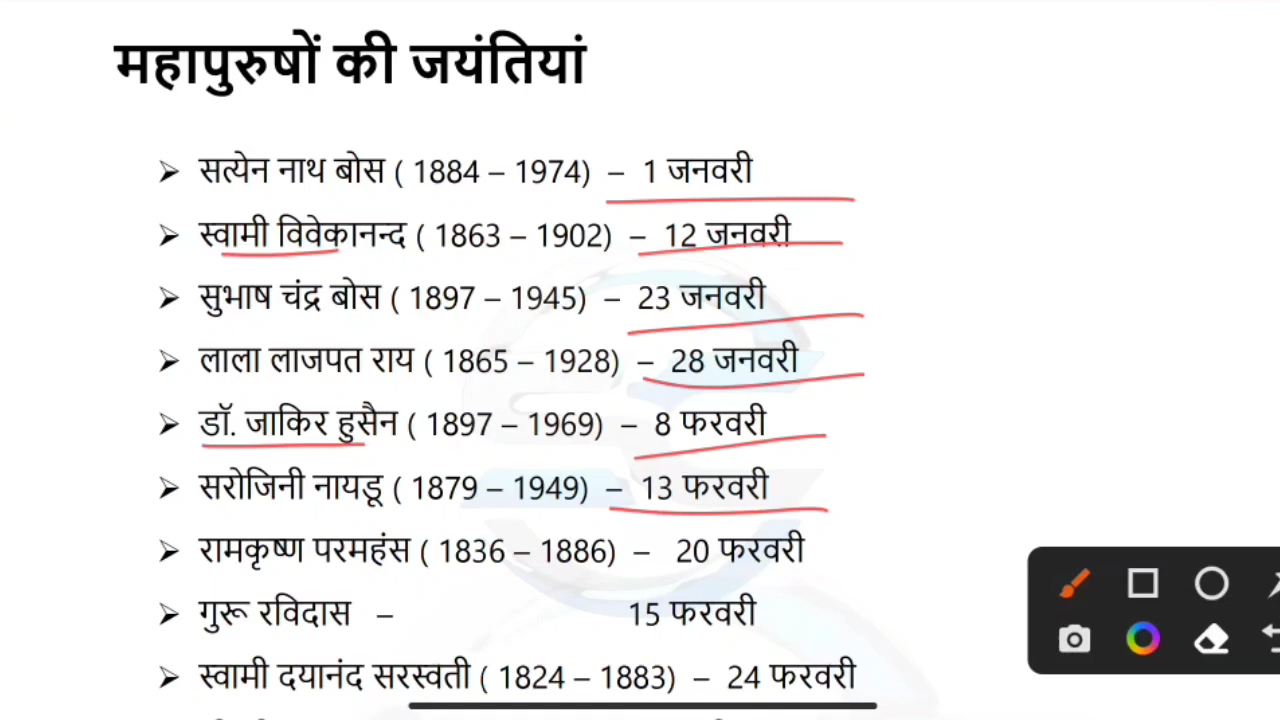 महापुरुषों की जयंतियां
➢ सत्येन नाथ बोस ( 1884 – 1974) – 1 जनवरी
➢ स्वामी विवेकानन्द ( 1863 – 1902) – 12 जनवरी
➢ सुभाष चंद्र बोस ( 1897 – 1945) – 23 जनवरी
➢ लाला लाजपत राय ( 1865 – 1928) – 28 जनवरी
➢ डॉ. जाकिर हुसैन ( 1897 – 1969) – 8 फरवरी
➢ सरोजिनी नायडू ( 1879 – 1949) – 13 फरवरी
➢ रामकृष्ण परमहंस ( 1836 – 1886) – 20 फरवरी
➢ गुरू रविदास – 15 फरवरी
➢ स्वामी दयानंद सरस्वती ( 1824 – 1883) – 24 फरवरी